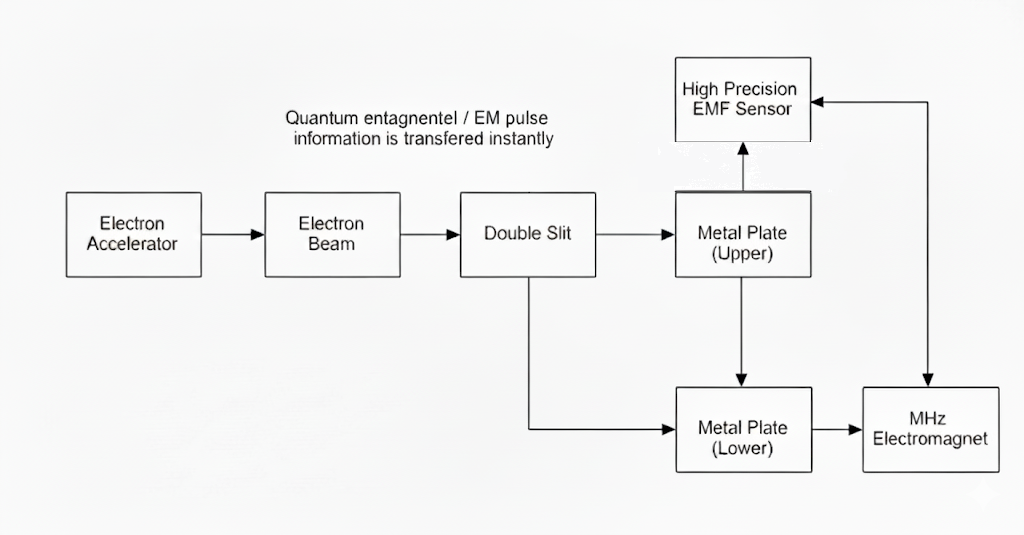 High Precision
EMF Sensor
Quantum entagnentel / EM pulse
information is transfered instantly
Electron
Accelerator
Electron
Beam
Double Slit
Metal Plate
(Upper)
Metal Plate
(Lower)
MHz
Electromagnet